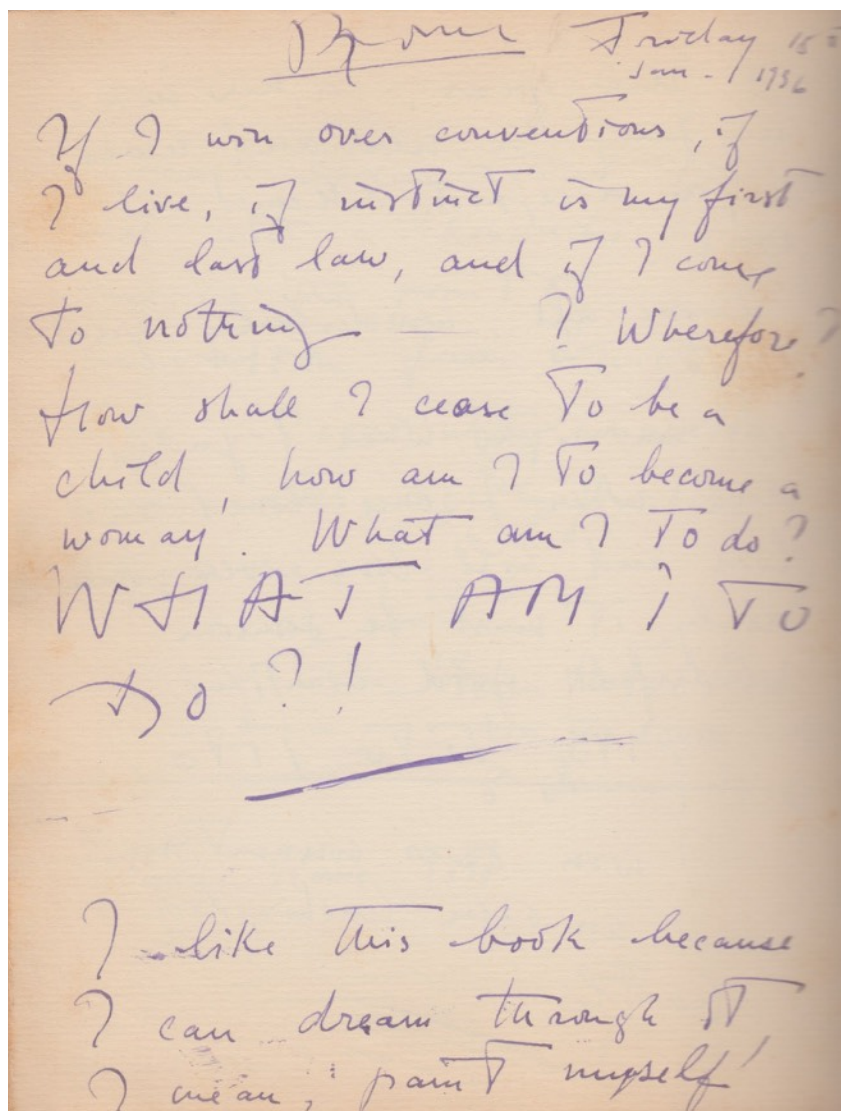 Rome Friday 15
Jan. 1936
If I win over conventions, if
I live, if instinct is my first
and last law, and if I come
to nothing — ? Wherefore?
How shall I cease to be a
child, how am I to become a
woman. What am I to do?
WHAT AM I TO
DO?!
I like this book because
I can dream through it,
I mean, paint myself